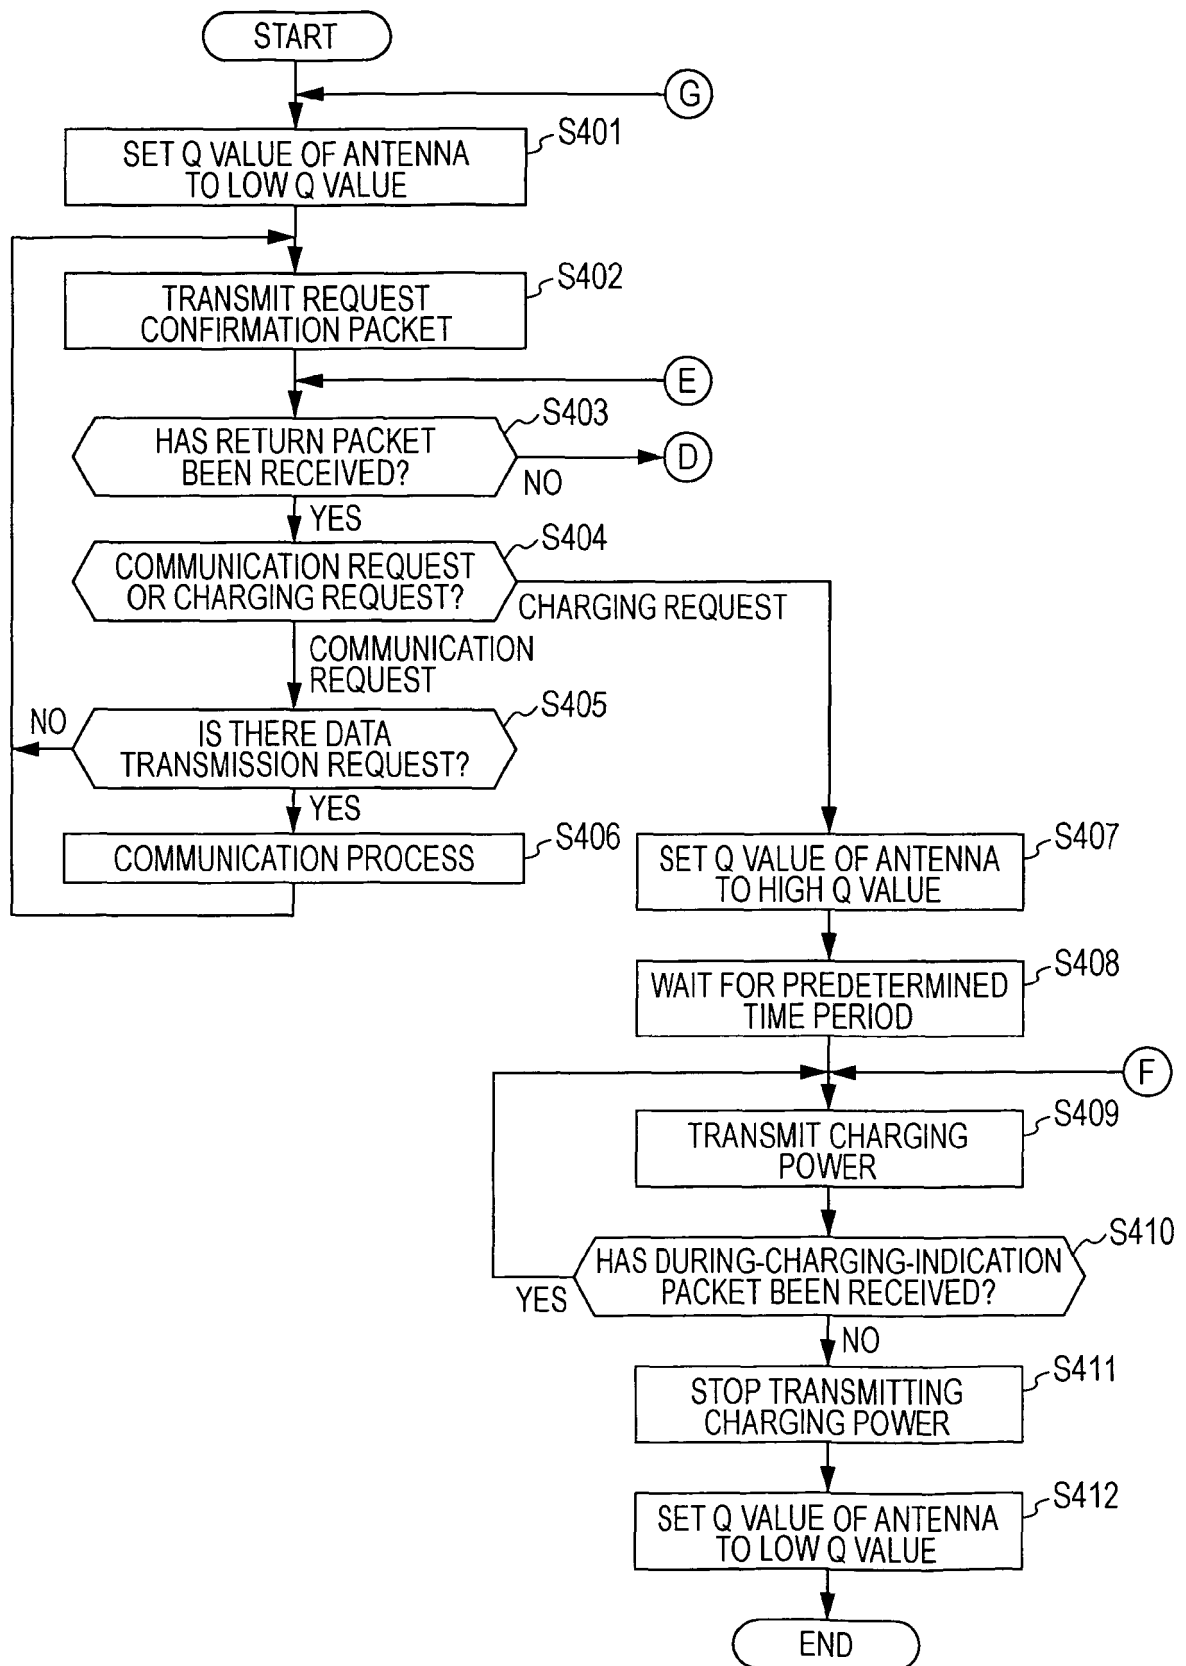 START
G
S401
SET Q VALUE OF ANTENNA
TO LOW Q VALUE
S402
TRANSMIT REQUEST
CONFIRMATION PACKET
E
S403
HAS RETURN PACKET
BEEN RECEIVED?
D
NO
YES
S404
COMMUNICATION REQUEST
OR CHARGING REQUEST?
CHARGING REQUEST
COMMUNICATION
REQUEST
S405
NO
IS THERE DATA
TRANSMISSION REQUEST?
YES
S406
COMMUNICATION PROCESS
S407
SET Q VALUE OF ANTENNA
TO HIGH Q VALUE
S408
WAIT FOR PREDETERMINED
TIME PERIOD
F
S409
TRANSMIT CHARGING
POWER
S410
HAS DURING-CHARGING-INDICATION
PACKET BEEN RECEIVED?
YES
NO
S411
STOP TRANSMITTING
CHARGING POWER
S412
SET Q VALUE OF ANTENNA
TO LOW Q VALUE
END